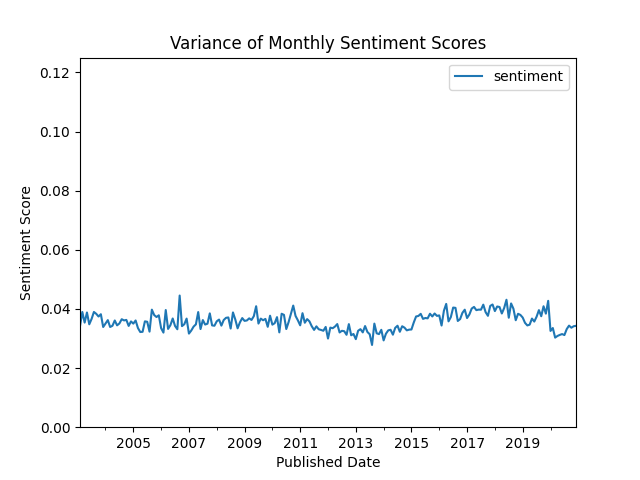 Variance of Monthly Sentiment Scores
sentiment
0.12
0.10
0.08
0.06
0.04
0.02
0.00
Sentiment Score
2005 2007 2009 2011 2013 2015 2017 2019
Published Date